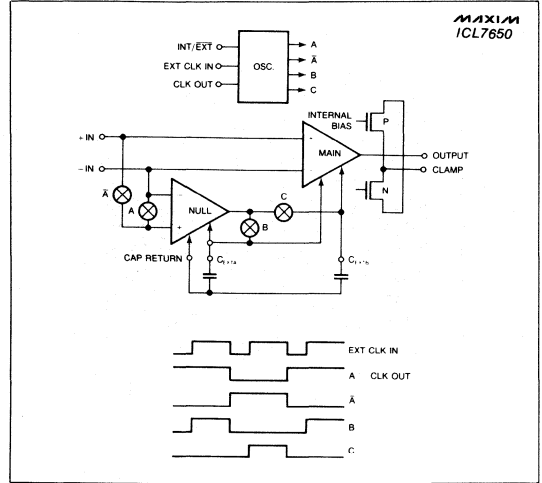 MAXIM
ICL7650
INT/EXT
A
EXT CLK IN
OSC.
Ā
CLK OUT
B
C
INTERNAL
BIAS
P
+ IN
-
MAIN
OUTPUT
− IN
+
CLAMP
N
Ā
A
-
NULL
+
C
B
CAP RETURN
EXT CLK IN
A CLK OUT
Ā
B
C